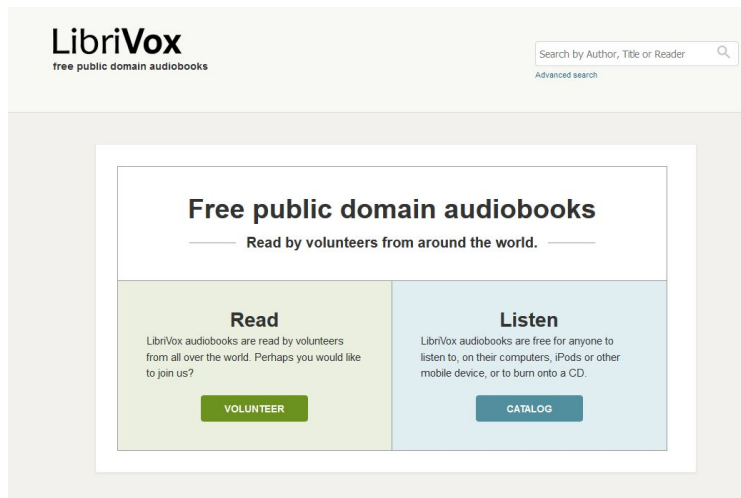 LibriVox
free public domain audiobooks
Search by Author, Title or Reader
Advanced search
Free public domain audiobooks
Read by volunteers from around the world.
Read
LibriVox audiobooks are read by volunteers
from all over the world. Perhaps you would like
to join us?
VOLUNTEER
Listen
LibriVox audiobooks are free for anyone to
listen to, on their computers, iPods or other
mobile device, or to burn onto a CD.
CATALOG